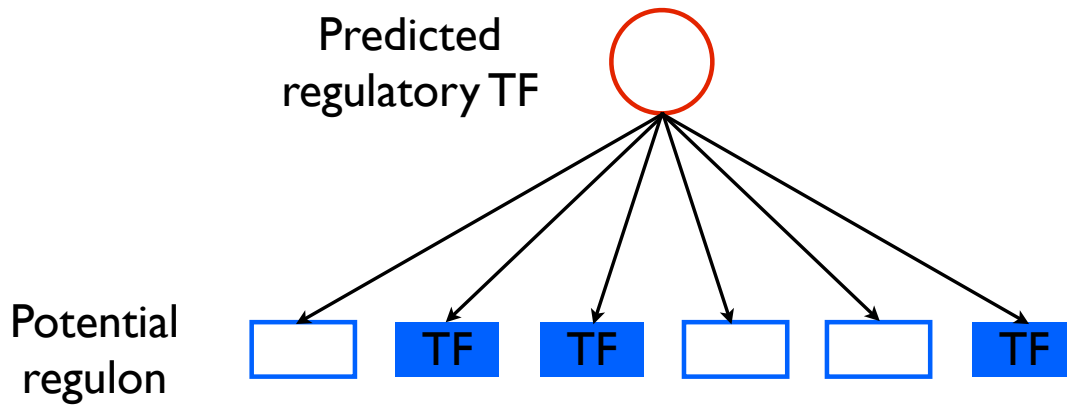 Predicted
regulatory TF
Potential
regulon
TF
TF
TF